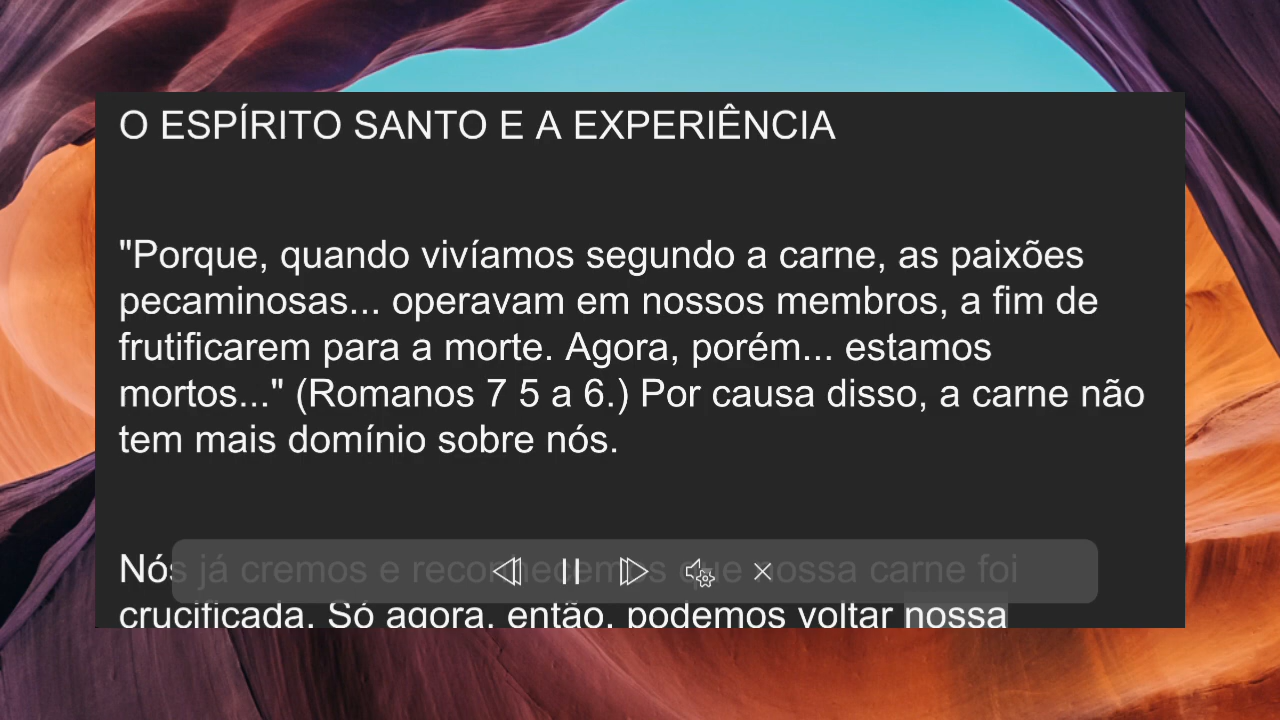 O ESPÍRITO SANTO E A EXPERIÊNCIA
"Porque, quando vivíamos segundo a carne, as paixões
pecaminosas... operavam em nossos membros, a fim de
frutificarem para a morte. Agora, porém... estamos
mortos..." (Romanos 7 5 a 6.) Por causa disso, a carne não
tem mais domínio sobre nós.
Nós já cremos e reconhecemos que nossa carne foi
crucificada. Só agora, então, podemos voltar nossa